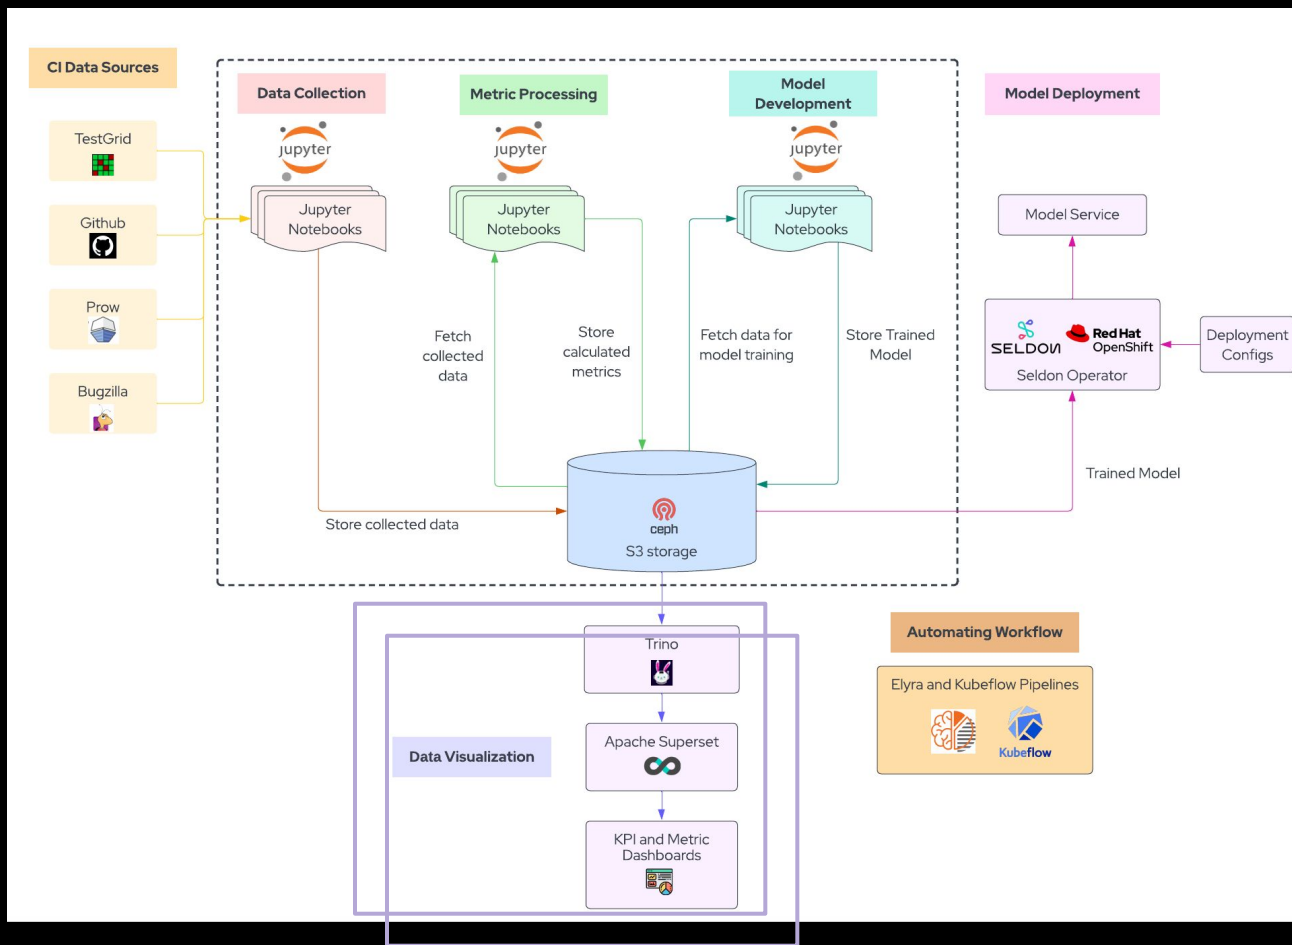 CI Data Sources
TestGrid
Github
Prow
Bugzilla
Data Collection
jupyter
Jupyter
Notebooks
Metric Processing
jupyter
Jupyter
Notebooks
Model
Development
jupyter
Jupyter
Notebooks
Fetch
collected
data
Store
calculated
metrics
Fetch data for
model training
Store Trained
Model
Store collected data
ceph
S3 storage
Model Deployment
Model Service
SELDON
Red Hat
OpenShift
Seldon Operator
Deployment
Configs
Trained Model
Data Visualization
Trino
Apache Superset
KPI and Metric
Dashboards
Automating Workflow
Elyra and Kubeflow Pipelines
Kubeflow